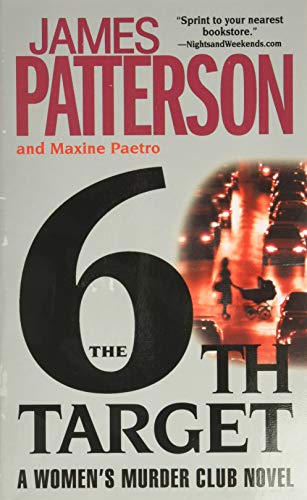 JAMES
"Sprint to your nearest
bookstore."
—NightsandWeekends.com
PATTERSON
and Maxine Paetro
THE
6TH
TARGET
A WOMEN'S MURDER CLUB NOVEL